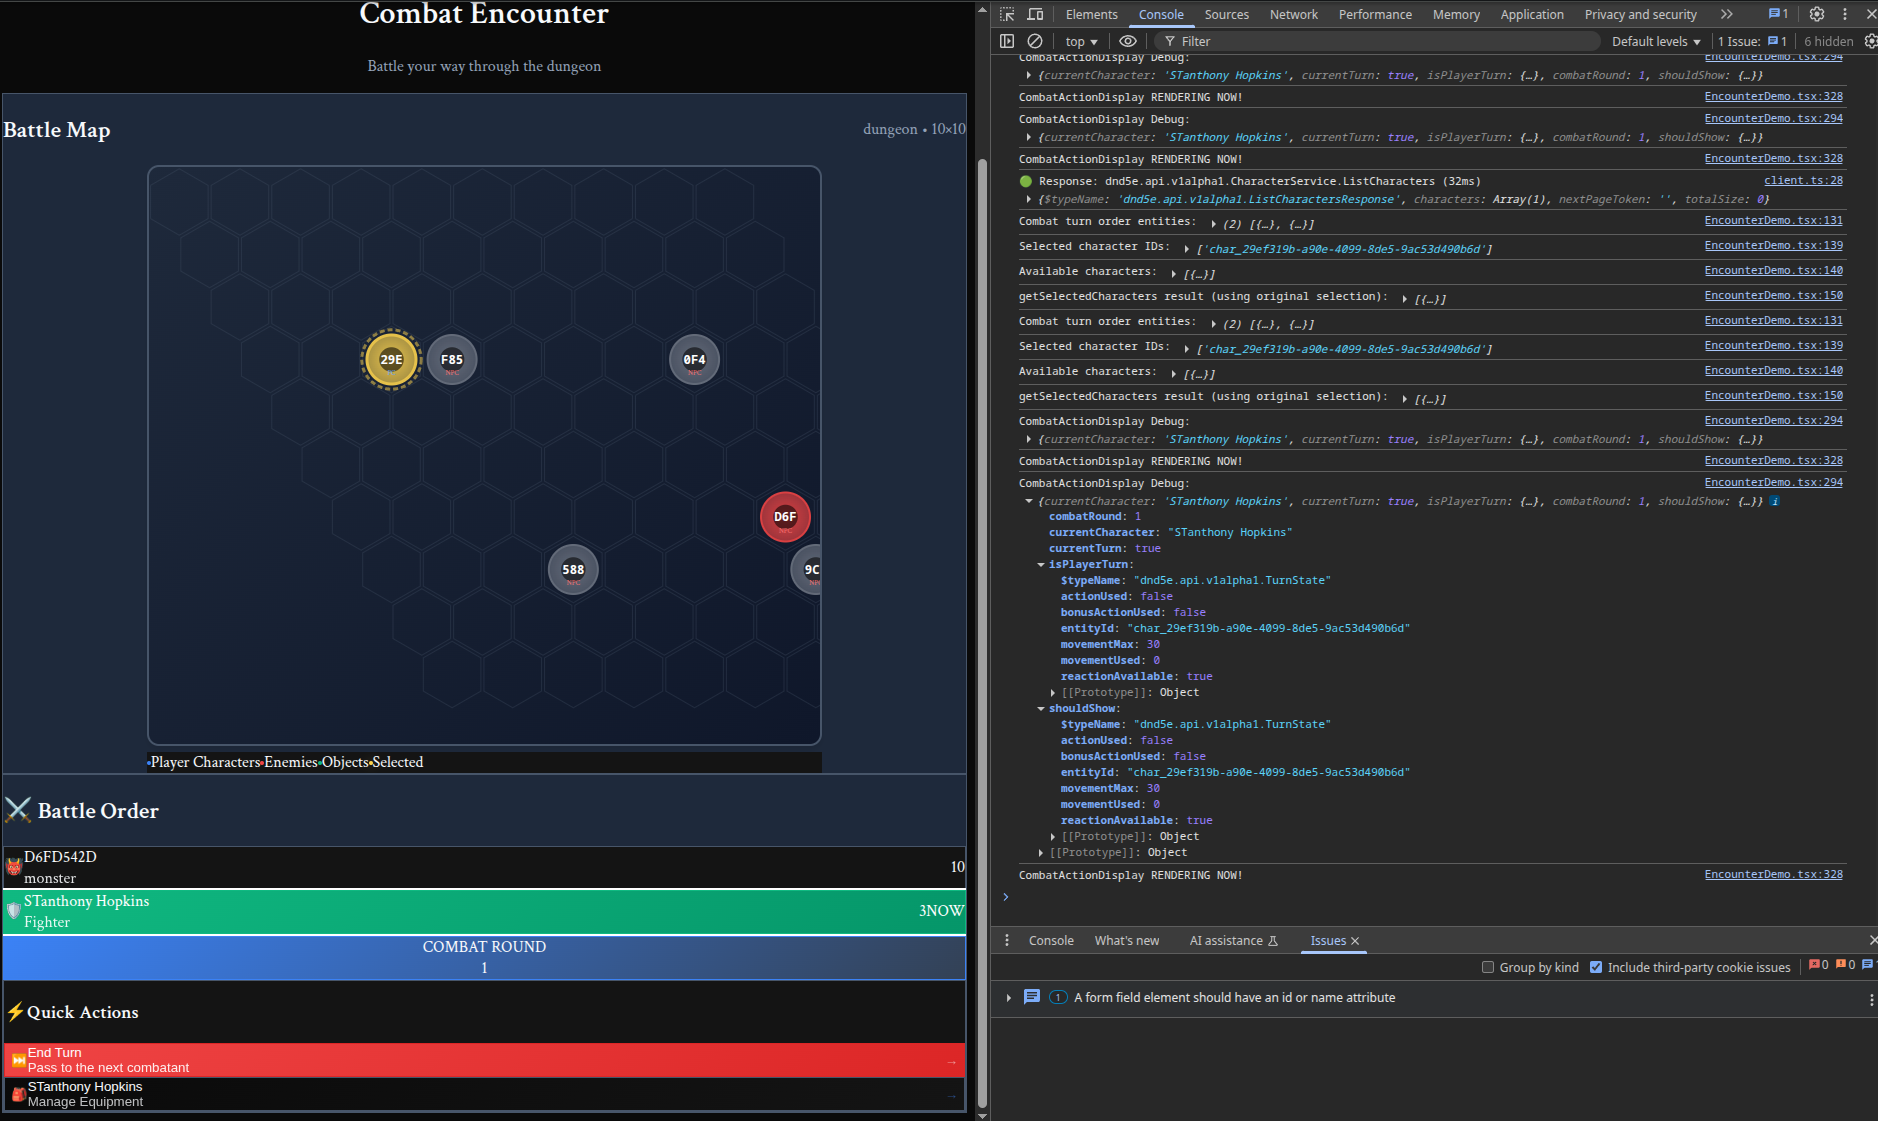 Combat Encounter
Battle your way through the dungeon
Battle Map
dungeon • 10×10
29E
F85
NPC
0F4
NPC
D6F
NPC
588
NPC
9C
Player Characters
Enemies
Objects
Selected
Battle Order
D6FD542D
monster
10
STanthony Hopkins
Fighter
3NOW
COMBAT ROUND
1
Quick Actions
End Turn
Pass to the next combatant
→
STanthony Hopkins
Manage Equipment
→
Elements Console Sources Network Performance Memory Application Privacy and security 1
top Filter Default levels 1 Issue: 1 6 hidden
CombatActionDisplay Debug: EncounterDemo.tsx:294
{currentCharacter: 'STanthony Hopkins', currentTurn: true, isPlayerTurn: {…}, combatRound: 1, shouldShow: {…}}
CombatActionDisplay RENDERING NOW! EncounterDemo.tsx:328
CombatActionDisplay Debug: EncounterDemo.tsx:294
{currentCharacter: 'STanthony Hopkins', currentTurn: true, isPlayerTurn: {…}, combatRound: 1, shouldShow: {…}}
CombatActionDisplay RENDERING NOW! EncounterDemo.tsx:328
Response: dnd5e.api.v1alpha1.CharacterService.ListCharacters (32ms) client.ts:28
{$typeName: 'dnd5e.api.v1alpha1.ListCharactersResponse', characters: Array(1), nextPageToken: '', totalSize: 0}
Combat turn order entities: (2) [{…}, {…}] EncounterDemo.tsx:131
Selected character IDs: ['char_29ef319b-a90e-4099-8de5-9ac53d490b6d'] EncounterDemo.tsx:139
Available characters: [{…}] EncounterDemo.tsx:140
getSelectedCharacters result (using original selection): [{…}] EncounterDemo.tsx:150
Combat turn order entities: (2) [{…}, {…}] EncounterDemo.tsx:131
Selected character IDs: ['char_29ef319b-a90e-4099-8de5-9ac53d490b6d'] EncounterDemo.tsx:139
Available characters: [{…}] EncounterDemo.tsx:140
getSelectedCharacters result (using original selection): [{…}] EncounterDemo.tsx:150
CombatActionDisplay Debug: EncounterDemo.tsx:294
{currentCharacter: 'STanthony Hopkins', currentTurn: true, isPlayerTurn: {…}, combatRound: 1, shouldShow: {…}}
CombatActionDisplay RENDERING NOW! EncounterDemo.tsx:328
CombatActionDisplay Debug: EncounterDemo.tsx:294
{currentCharacter: 'STanthony Hopkins', currentTurn: true, isPlayerTurn: {…}, combatRound: 1, shouldShow: {…}} i
combatRound: 1
currentCharacter: "STanthony Hopkins"
currentTurn: true
isPlayerTurn:
$typeName: "dnd5e.api.v1alpha1.TurnState"
actionUsed: false
bonusActionUsed: false
entityId: "char_29ef319b-a90e-4099-8de5-9ac53d490b6d"
movementMax: 30
movementUsed: 0
reactionAvailable: true
[[Prototype]]: Object
shouldShow:
$typeName: "dnd5e.api.v1alpha1.TurnState"
actionUsed: false
bonusActionUsed: false
entityId: "char_29ef319b-a90e-4099-8de5-9ac53d490b6d"
movementMax: 30
movementUsed: 0
reactionAvailable: true
[[Prototype]]: Object
[[Prototype]]: Object
CombatActionDisplay RENDERING NOW! EncounterDemo.tsx:328
Console What's new AI assistance Issues
Group by kind Include third-party cookie issues 0 0
1 A form field element should have an id or name attribute